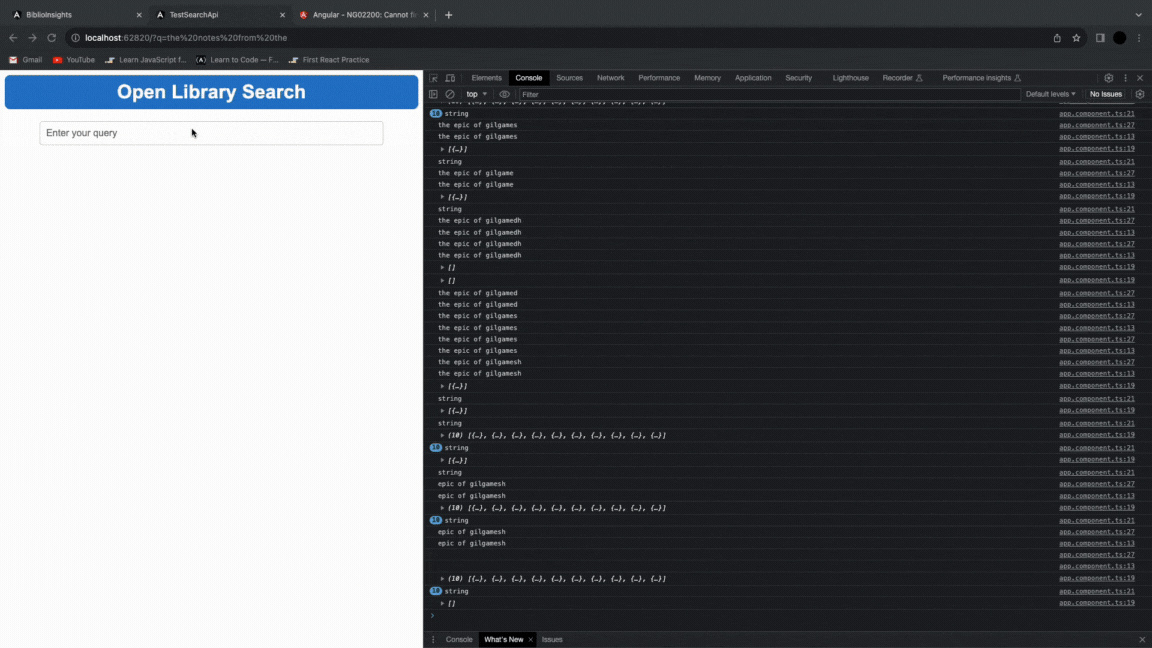 BiblioInsights
TestSearchApi
Angular - NG02200: Cannot fi
localhost:62820/?q=the%20notes%20from%20the
Gmail YouTube Learn JavaScript f... Learn to Code — F... First React Practice
Open Library Search
Enter your query
Elements Console Sources Network Performance Memory Application Security Lighthouse Recorder Performance insights
top Filter Default levels No Issues
10 string app.component.ts:21
the epic of gilgames app.component.ts:27
the epic of gilgames app.component.ts:13
[{…}] app.component.ts:19
string app.component.ts:21
the epic of gilgame app.component.ts:27
the epic of gilgame app.component.ts:13
[{…}] app.component.ts:19
string app.component.ts:21
the epic of gilgamedh app.component.ts:27
the epic of gilgamedh app.component.ts:13
the epic of gilgamedh app.component.ts:27
the epic of gilgamedh app.component.ts:13
[] app.component.ts:19
[] app.component.ts:19
the epic of gilgamed app.component.ts:27
the epic of gilgamed app.component.ts:13
the epic of gilgames app.component.ts:27
the epic of gilgames app.component.ts:13
the epic of gilgames app.component.ts:27
the epic of gilgames app.component.ts:13
the epic of gilgamesh app.component.ts:27
the epic of gilgamesh app.component.ts:13
[{…}] app.component.ts:19
string app.component.ts:21
[{…}] app.component.ts:19
string app.component.ts:21
(10) [{…}, {…}, {…}, {…}, {…}, {…}, {…}, {…}, {…}, {…}] app.component.ts:19
10 string app.component.ts:21
[{…}] app.component.ts:19
string app.component.ts:21
epic of gilgamesh app.component.ts:27
epic of gilgamesh app.component.ts:13
(10) [{…}, {…}, {…}, {…}, {…}, {…}, {…}, {…}, {…}, {…}] app.component.ts:19
10 string app.component.ts:21
epic of gilgamesh app.component.ts:27
epic of gilgamesh app.component.ts:13
app.component.ts:27
app.component.ts:13
(10) [{…}, {…}, {…}, {…}, {…}, {…}, {…}, {…}, {…}, {…}] app.component.ts:19
10 string app.component.ts:21
[] app.component.ts:19
Console What's New Issues